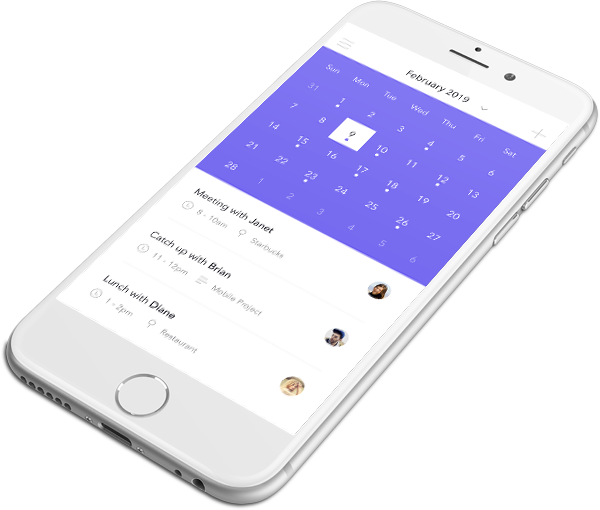 February 2019
Sun Mon Tue Wed Thu Fri Sat
31 1 2 3 4 5 6
7 8 9 10 11 12 13
14 15 16 17 18 19 20
21 22 23 24 25 26 27
28 1 2 3 4 5 6
Meeting with Janet
8 - 10am Starbucks
Catch up with Brian
11 - 12pm Mobile Project
Lunch with Diane
1 - 2pm Restaurant